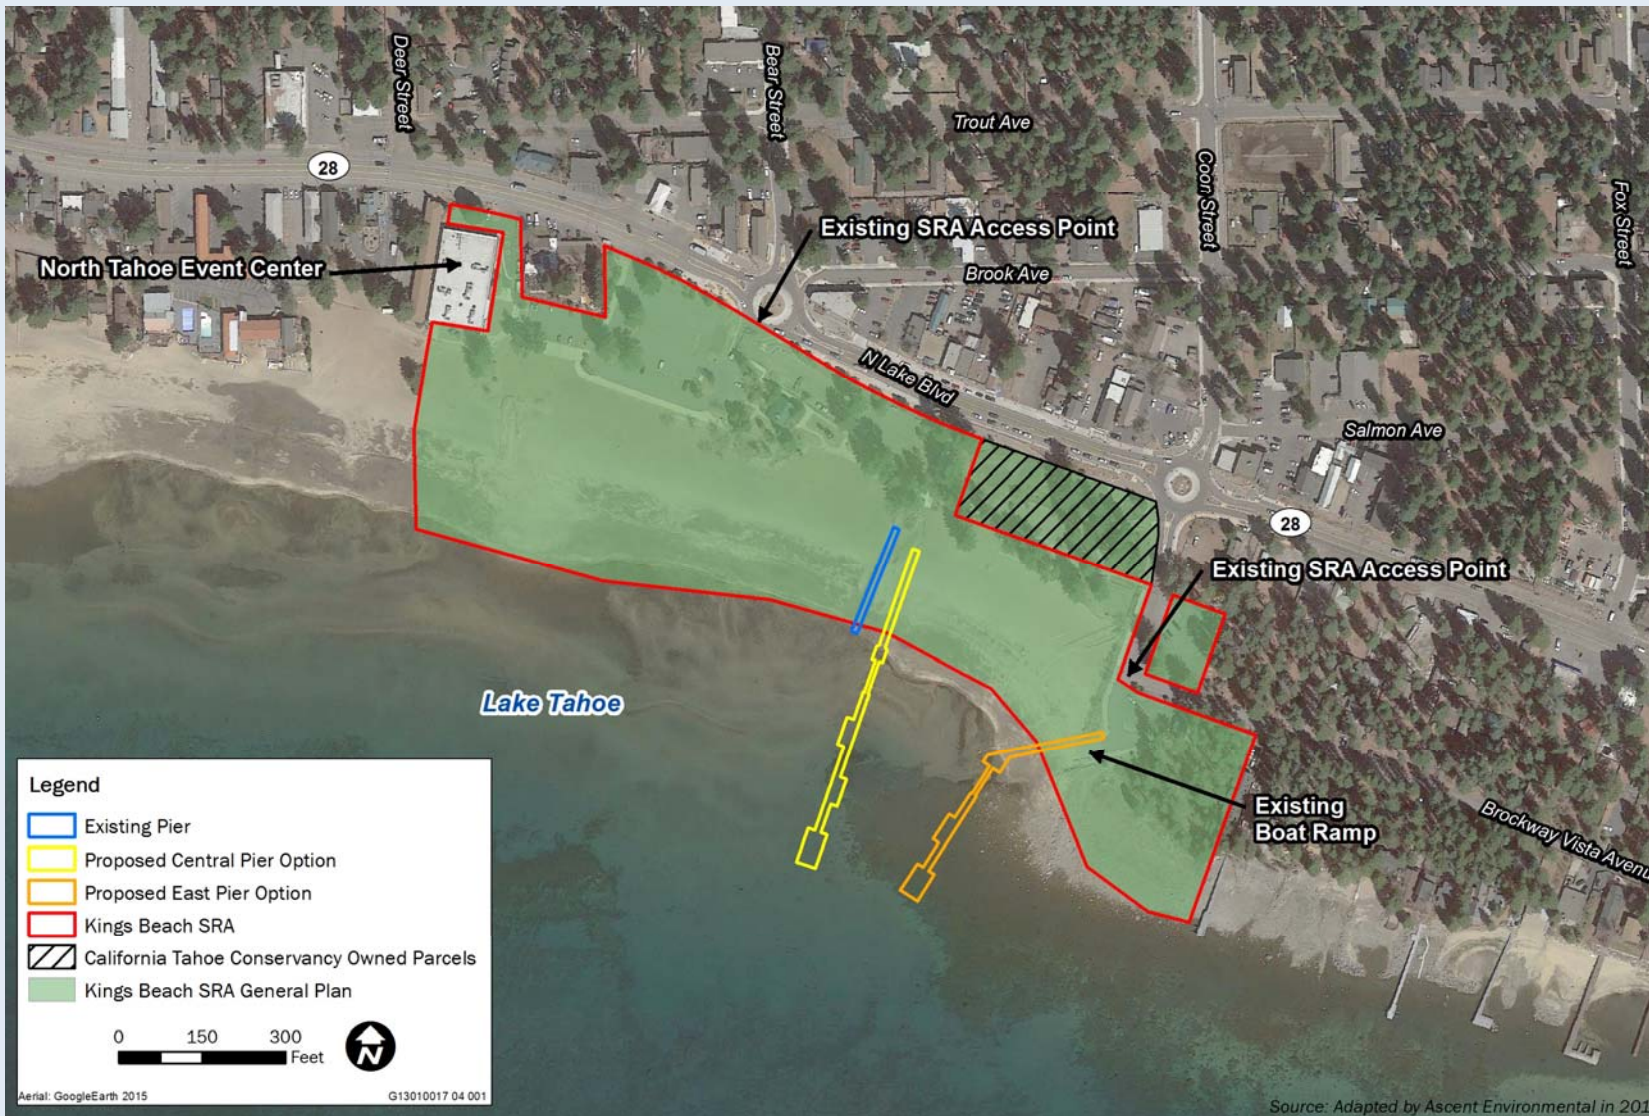 Deer Street
Bear Street
Trout Ave
Coon Street
Fox Street
28
Existing SRA Access Point
North Tahoe Event Center
Brook Ave
N Lake Blvd
Salmon Ave
28
Existing SRA Access Point
Lake Tahoe
Existing
Boat Ramp
Brockway Vista Avenu
Legend
Existing Pier
Proposed Central Pier Option
Proposed East Pier Option
Kings Beach SRA
California Tahoe Conservancy Owned Parcels
Kings Beach SRA General Plan
0 150 300
Feet
N
Aerial: GoogleEarth 2015
G13010017 04 001
Source: Adapted by Ascent Environmental in 201